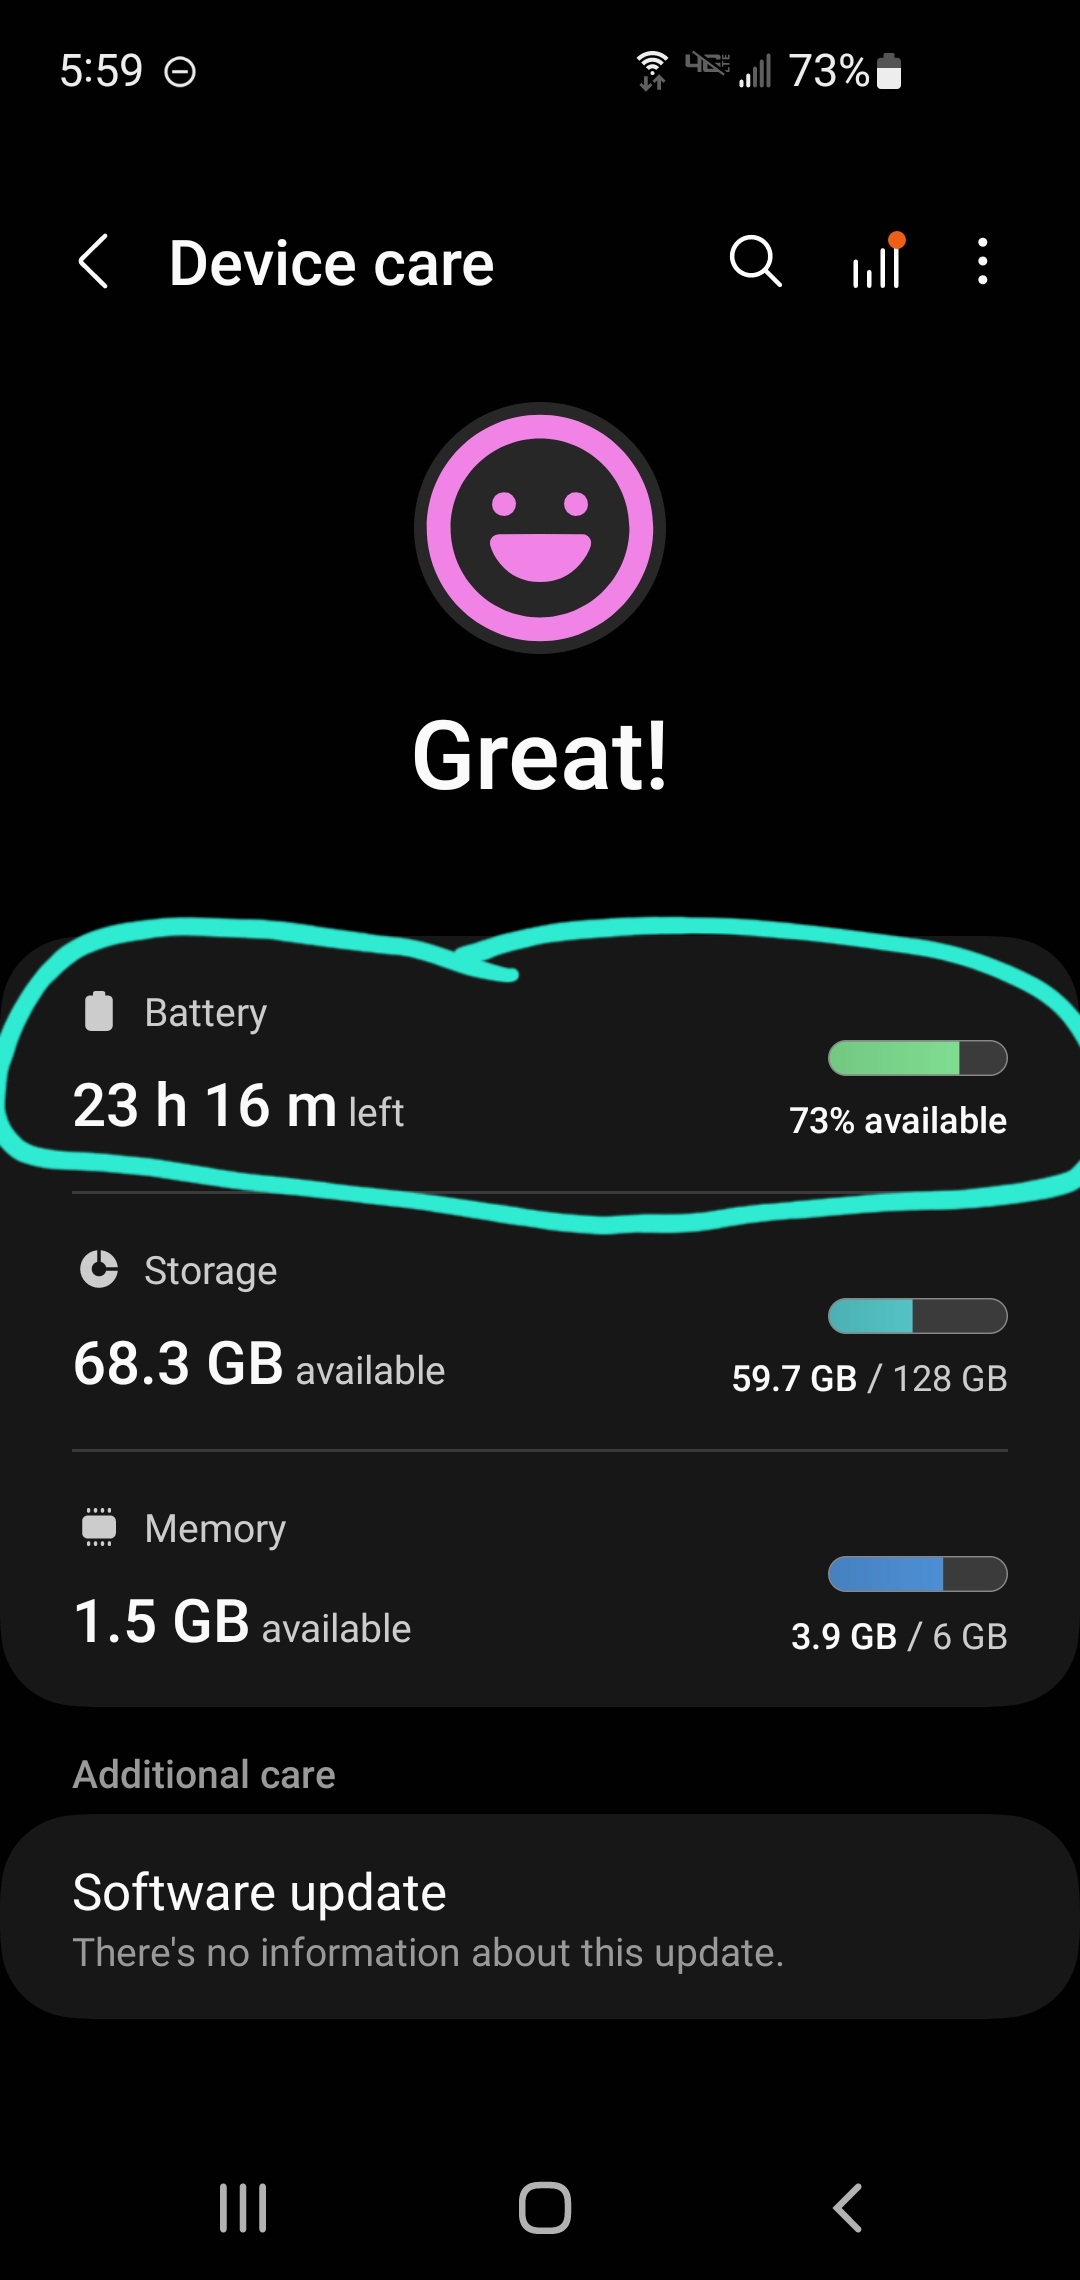 5:59 73%
Device care
Great!
Battery
23 h 16 m left
73% available
Storage
68.3 GB available
59.7 GB / 128 GB
Memory
1.5 GB available
3.9 GB / 6 GB
Additional care
Software update
There's no information about this update.